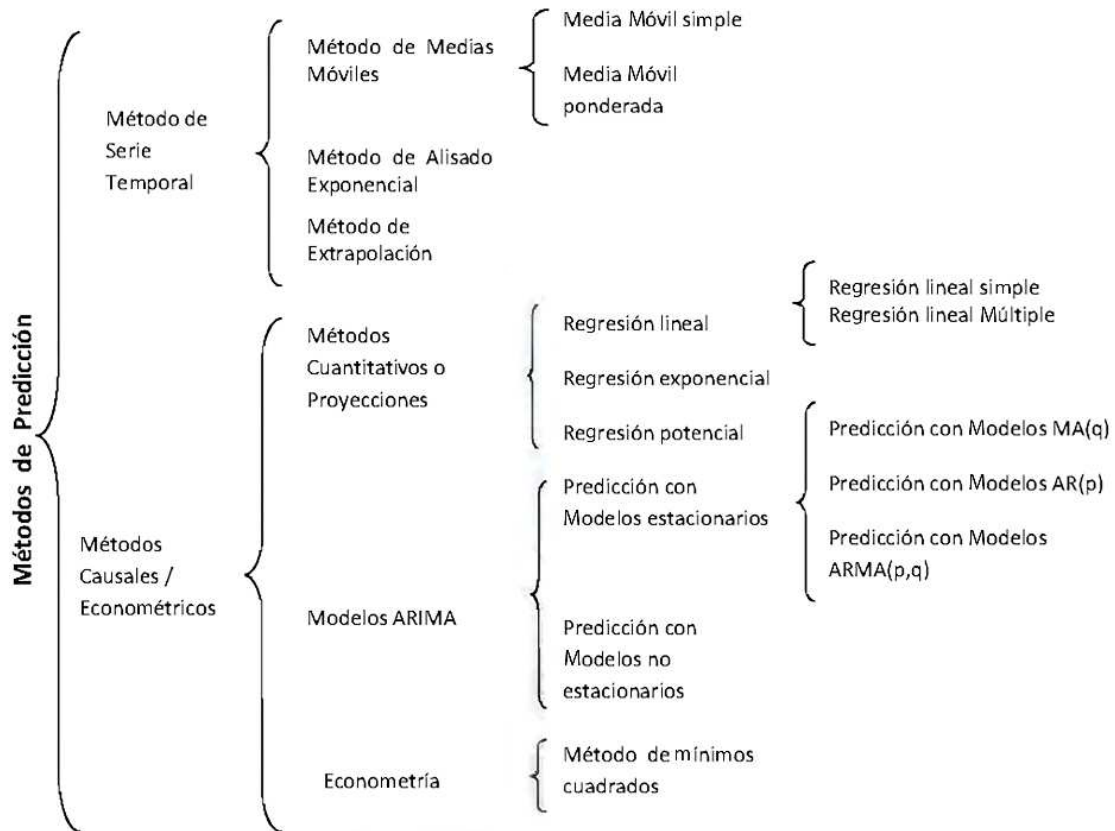 Métodos de Predicción
Método de
Serie
Temporal
Método de Medias
Móviles
Media Móvil simple
Media Móvil
ponderada
Método de Alisado
Exponencial
Método de
Extrapolación
Métodos
Causales /
Econométricos
Métodos
Cuantitativos o
Proyecciones
Regresión lineal
Regresión lineal simple
Regresión lineal Múltiple
Regresión exponencial
Regresión potencial
Modelos ARIMA
Predicción con
Modelos estacionarios
Predicción con Modelos MA(q)
Predicción con Modelos AR(p)
Predicción con Modelos
ARMA(p,q)
Predicción con
Modelos no
estacionarios
Econometría
Método de mínimos
cuadrados